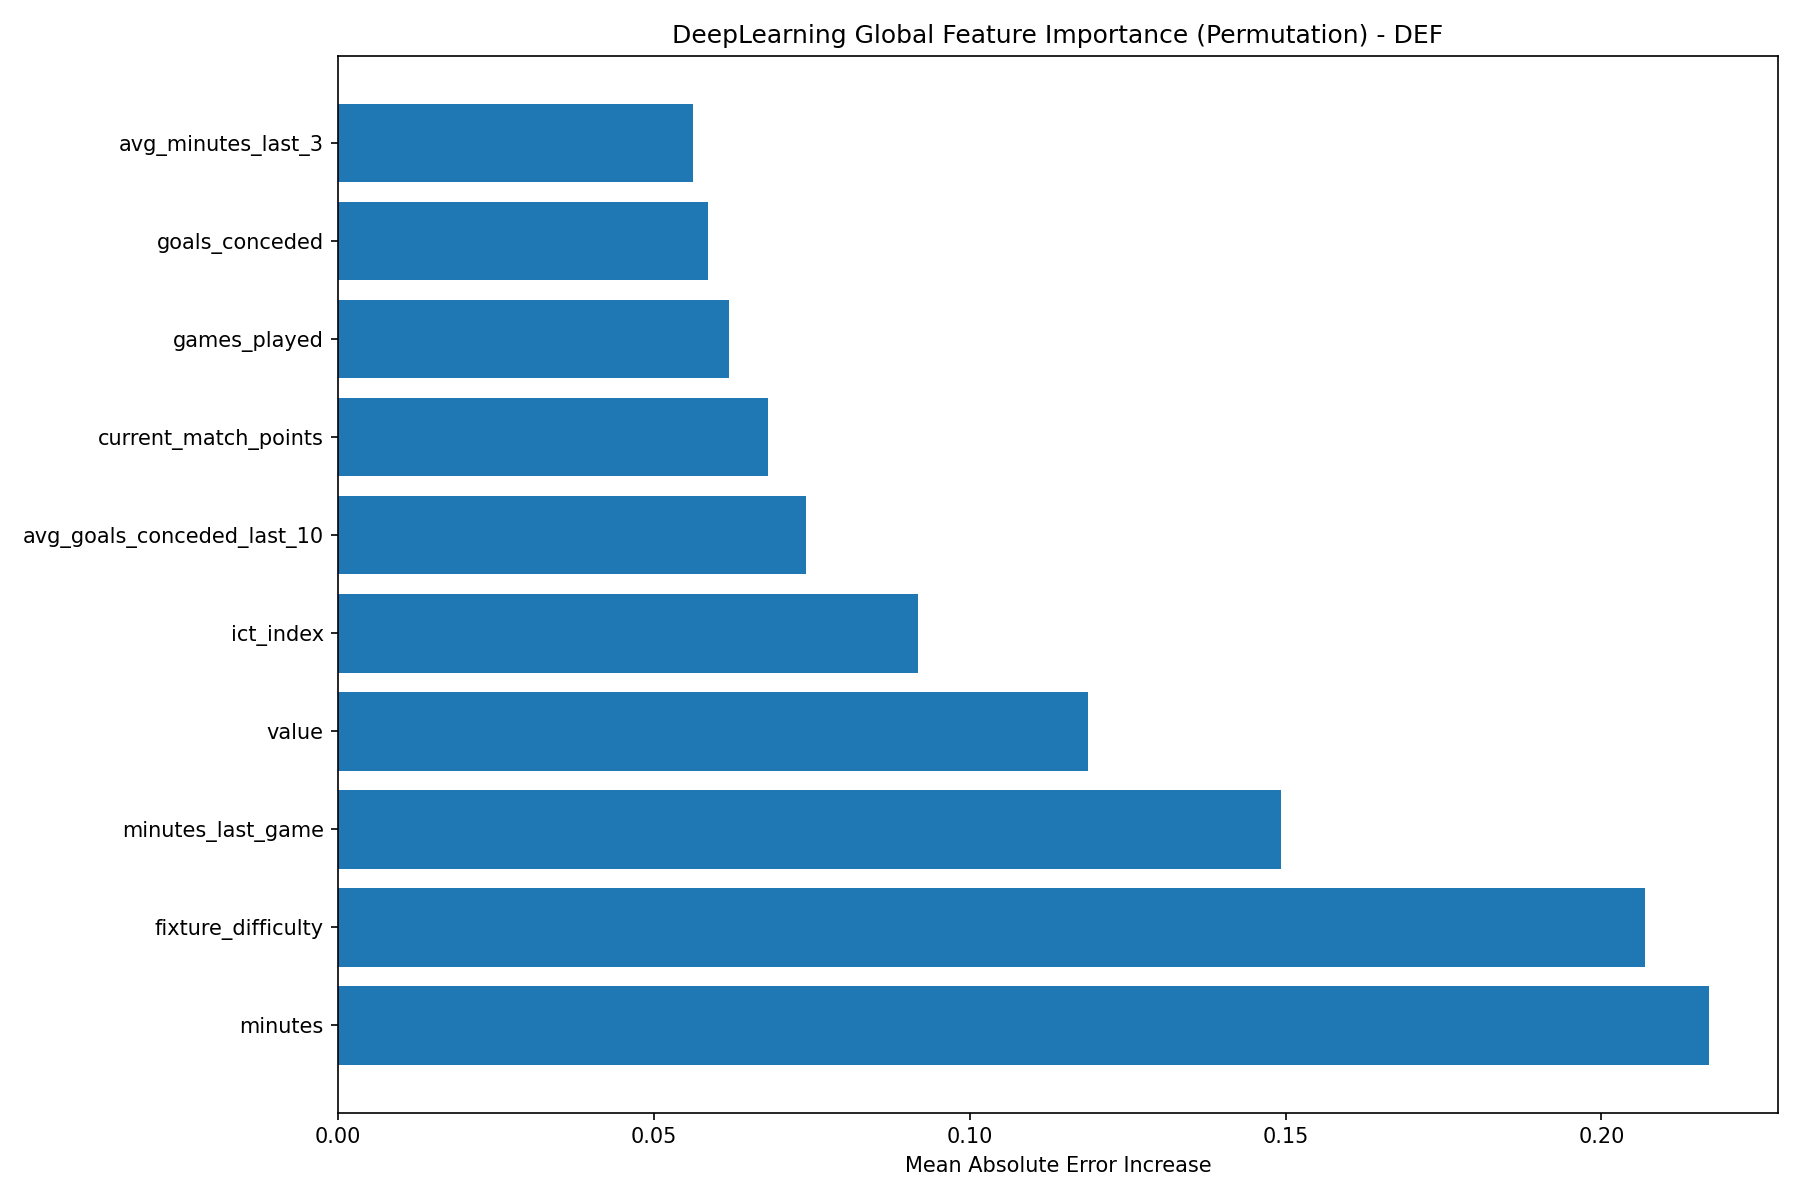 DeepLearning Global Feature Importance (Permutation) - DEF
avg_minutes_last_3
goals_conceded
games_played
current_match_points
avg_goals_conceded_last_10
ict_index
value
minutes_last_game
fixture_difficulty
minutes
0.00 0.05 0.10 0.15 0.20
Mean Absolute Error Increase